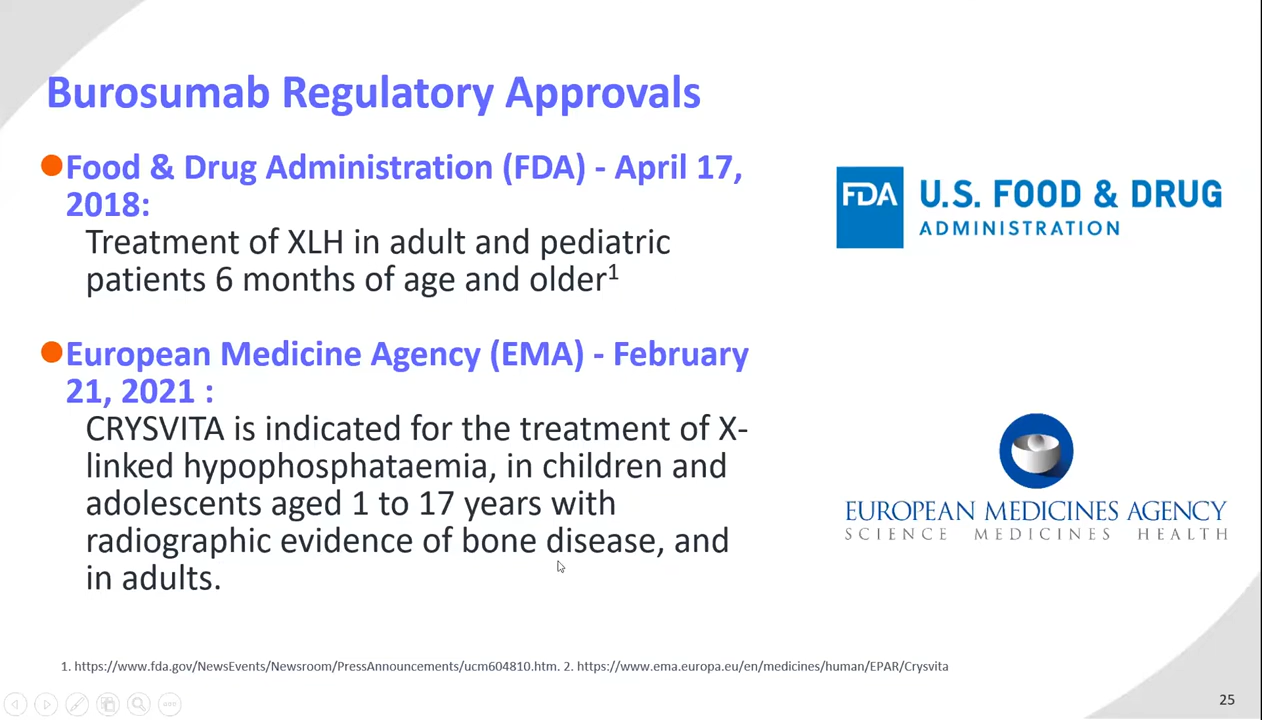 Burosumab Regulatory Approvals
Food & Drug Administration (FDA) - April 17,
2018:
Treatment of XLH in adult and pediatric
patients 6 months of age and older¹
FDA U.S. FOOD & DRUG
ADMINISTRATION
European Medicine Agency (EMA) - February
21, 2021 :
CRYSVITA is indicated for the treatment of X-
linked hypophosphataemia, in children and
adolescents aged 1 to 17 years with
radiographic evidence of bone disease, and
in adults.
EUROPEAN MEDICINES AGENCY
SCIENCE MEDICINES HEALTH
1. https://www.fda.gov/NewsEvents/Newsroom/PressAnnouncements/ucm604810.htm. 2. https://www.ema.europa.eu/en/medicines/human/EPAR/Crysvita
25